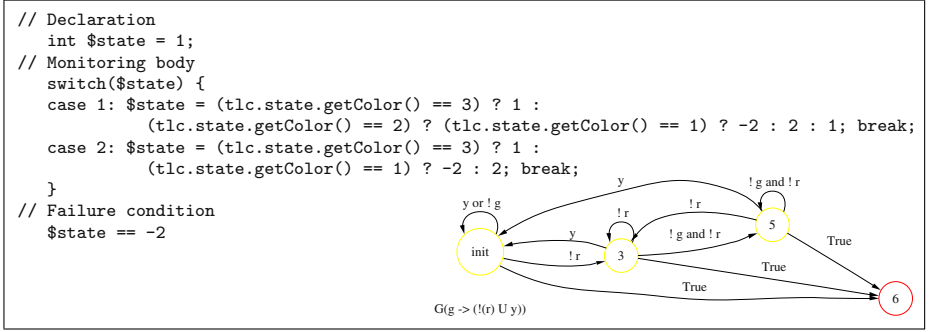 // Declaration
int $state = 1;
// Monitoring body
switch($state) {
case 1: $state = (tlc.state.getColor() == 3) ? 1 :
(tlc.state.getColor() == 2) ? (tlc.state.getColor() == 1) ? -2 : 2 : 1; break;
case 2: $state = (tlc.state.getColor() == 3) ? 1 :
(tlc.state.getColor() == 1) ? -2 : 2; break;
}
// Failure condition
$state == -2
y
! g and ! r
y or ! g
! r
! r
5
y
! g and ! r
True
init
! r
3
True
True
6
G(g -> (!(r) U y))